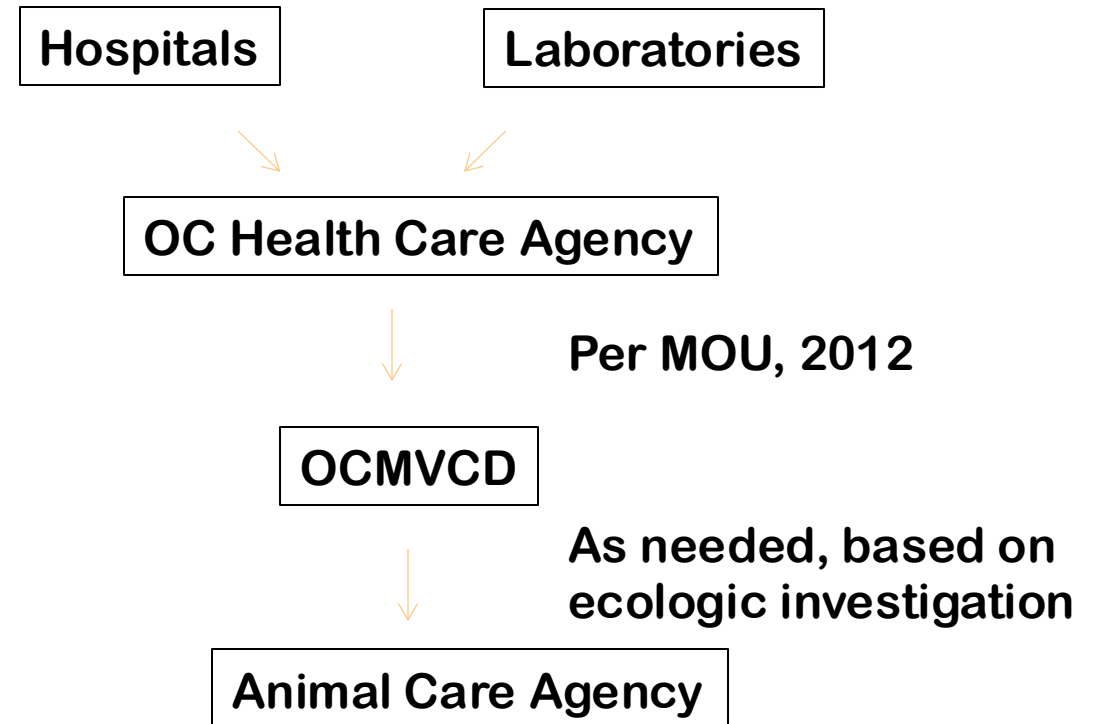 Hospitals
Laboratories
OC Health Care Agency
Per MOU, 2012
OCMVCD
As needed, based on
ecologic investigation
Animal Care Agency